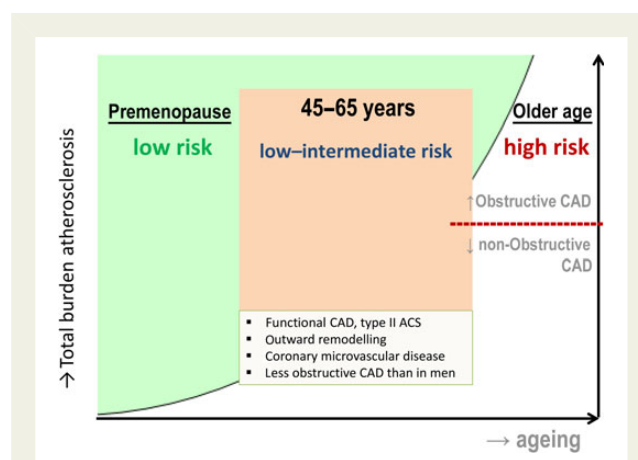 Premenopause
low risk
45–65 years
low–intermediate risk
Older age
high risk
↑Obstructive CAD
↓ non-Obstructive
CAD
▪ Functional CAD, type II ACS
▪ Outward remodelling
▪ Coronary microvascular disease
▪ Less obstructive CAD than in men
→ Total burden atherosclerosis
→ ageing